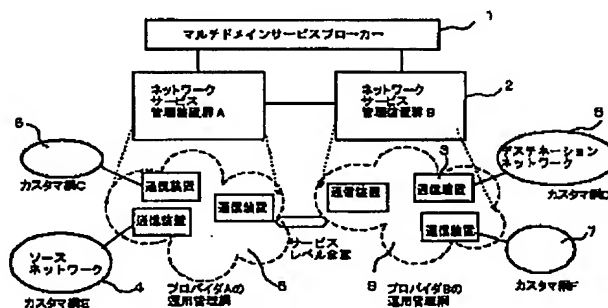 1
マルチドメインサービスブローカー
ネットワーク
サービス
管理装置群A
ネットワーク
サービス
管理装置群B
2
6
カスタマ網C
通信装置
通信装置
通信装置
通信装置
3
通信装置
通信装置
8
デステネーション
ネットワーク
カスタマ網D
サービス
レベル合意
ソース
ネットワーク
4
カスタマ網E
5
プロバイダAの
運用管理網
9
プロバイダBの
運用管理網
7
カスタマ網F